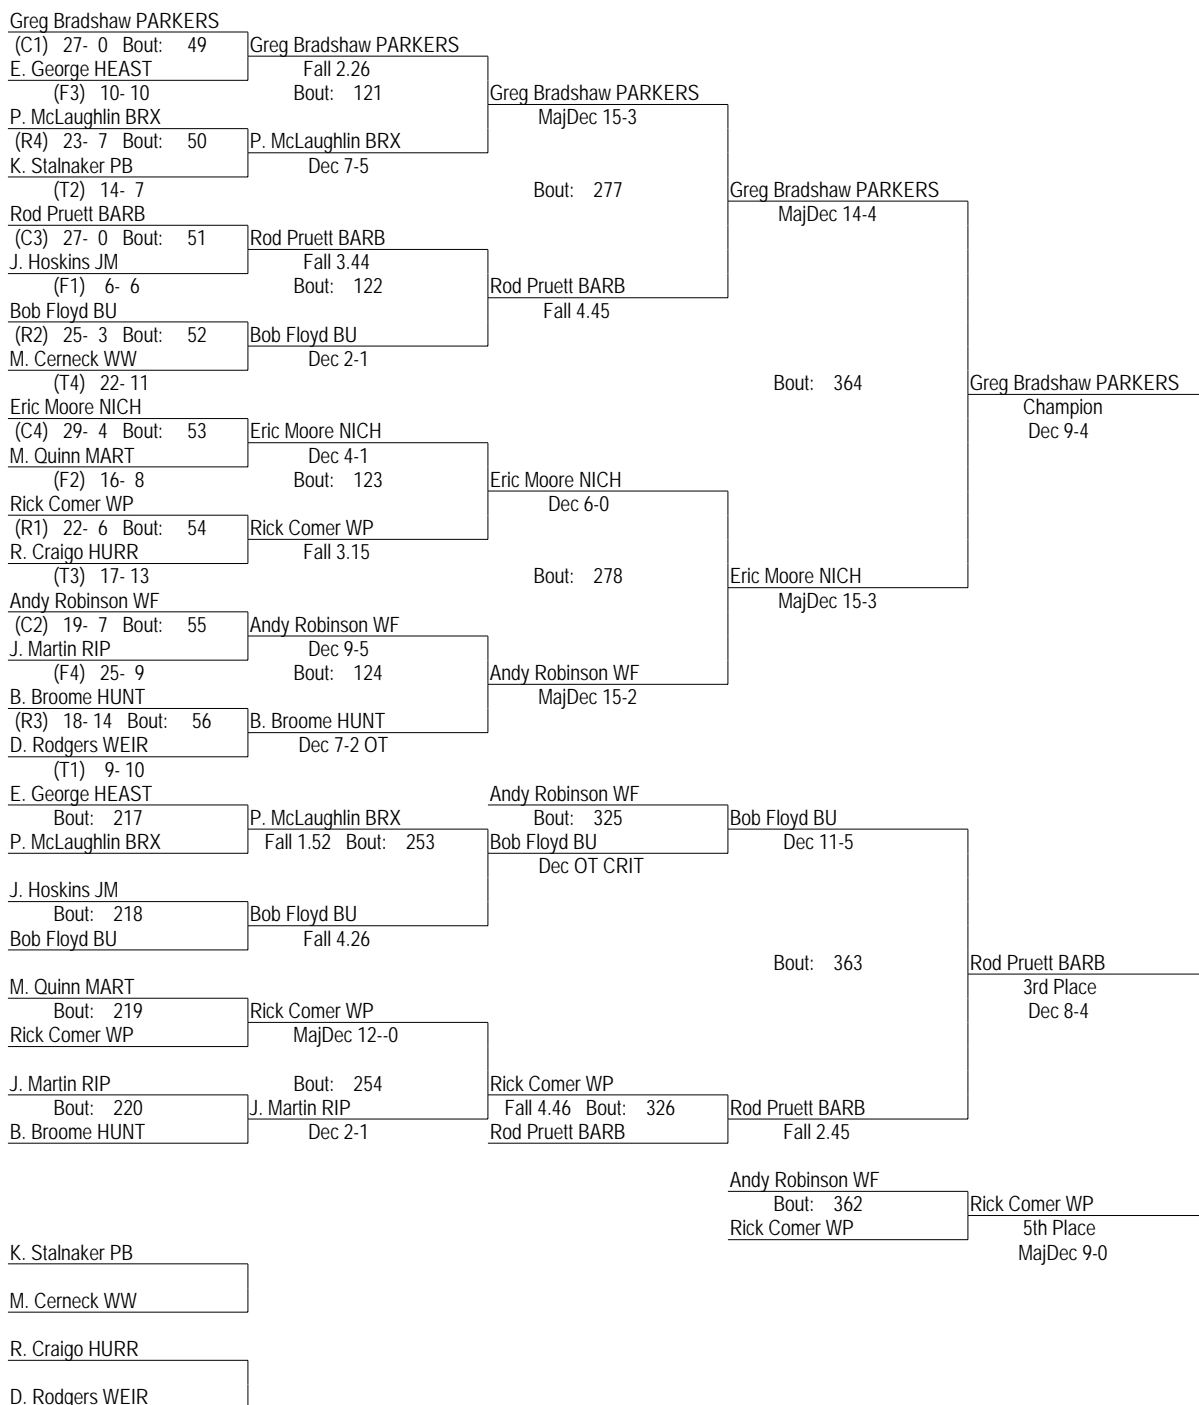 Greg Bradshaw PARKERS
(C1) 27- 0 Bout: 49 Greg Bradshaw PARKERS
E. George HEAST Fall 2.26
(F3) 10- 10 Bout: 121 Greg Bradshaw PARKERS
P. McLaughlin BRX MajDec 15-3
(R4) 23- 7 Bout: 50 P. McLaughlin BRX
K. Stalnaker PB Dec 7-5
(T2) 14- 7 Bout: 277 Greg Bradshaw PARKERS
Rod Pruett BARB MajDec 14-4
(C3) 27- 0 Bout: 51 Rod Pruett BARB
J. Hoskins JM Fall 3.44
(F1) 6- 6 Bout: 122 Rod Pruett BARB
Bob Floyd BU Fall 4.45
(R2) 25- 3 Bout: 52 Bob Floyd BU
M. Cerneck WW Dec 2-1
(T4) 22- 11 Bout: 364 Greg Bradshaw PARKERS
Eric Moore NICH Champion
(C4) 29- 4 Bout: 53 Eric Moore NICH Dec 9-4
M. Quinn MART Dec 4-1
(F2) 16- 8 Bout: 123 Eric Moore NICH
Rick Comer WP Dec 6-0
(R1) 22- 6 Bout: 54 Rick Comer WP
R. Craigo HURR Fall 3.15
(T3) 17- 13 Bout: 278 Eric Moore NICH
Andy Robinson WF MajDec 15-3
(C2) 19- 7 Bout: 55 Andy Robinson WF
J. Martin RIP Dec 9-5
(F4) 25- 9 Bout: 124 Andy Robinson WF
B. Broome HUNT MajDec 15-2
(R3) 18- 14 Bout: 56 B. Broome HUNT
D. Rodgers WEIR Dec 7-2 OT
(T1) 9- 10
E. George HEAST Andy Robinson WF
Bout: 217 P. McLaughlin BRX Bout: 325 Bob Floyd BU
P. McLaughlin BRX Fall 1.52 Bout: 253 Bob Floyd BU Dec 11-5
Dec OT CRIT
J. Hoskins JM
Bout: 218 Bob Floyd BU
Bob Floyd BU Fall 4.26
Bout: 363 Rod Pruett BARB
M. Quinn MART 3rd Place
Bout: 219 Rick Comer WP Dec 8-4
Rick Comer WP MajDec 12--0
J. Martin RIP Bout: 254 Rick Comer WP
Bout: 220 J. Martin RIP Fall 4.46 Bout: 326 Rod Pruett BARB
B. Broome HUNT Dec 2-1 Rod Pruett BARB Fall 2.45
Andy Robinson WF
Bout: 362 Rick Comer WP
Rick Comer WP 5th Place
K. Stalnaker PB MajDec 9-0
M. Cerneck WW
R. Craigo HURR
D. Rodgers WEIR